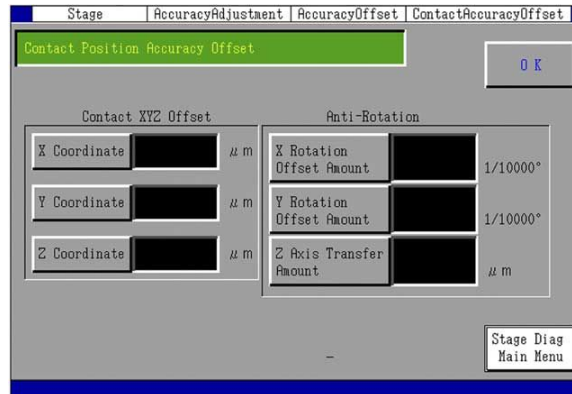 Stage AccuracyAdjustment AccuracyOffset ContactAccuracyOffset
Contact Position Accuracy Offset
O K
Contact XYZ Offset
X Coordinate μm
Y Coordinate μm
Z Coordinate μm
Anti-Rotation
X Rotation
Offset Amount 1/10000°
Y Rotation
Offset Amount 1/10000°
Z Axis Transfer
Amount μm
Stage Diag
Main Menu